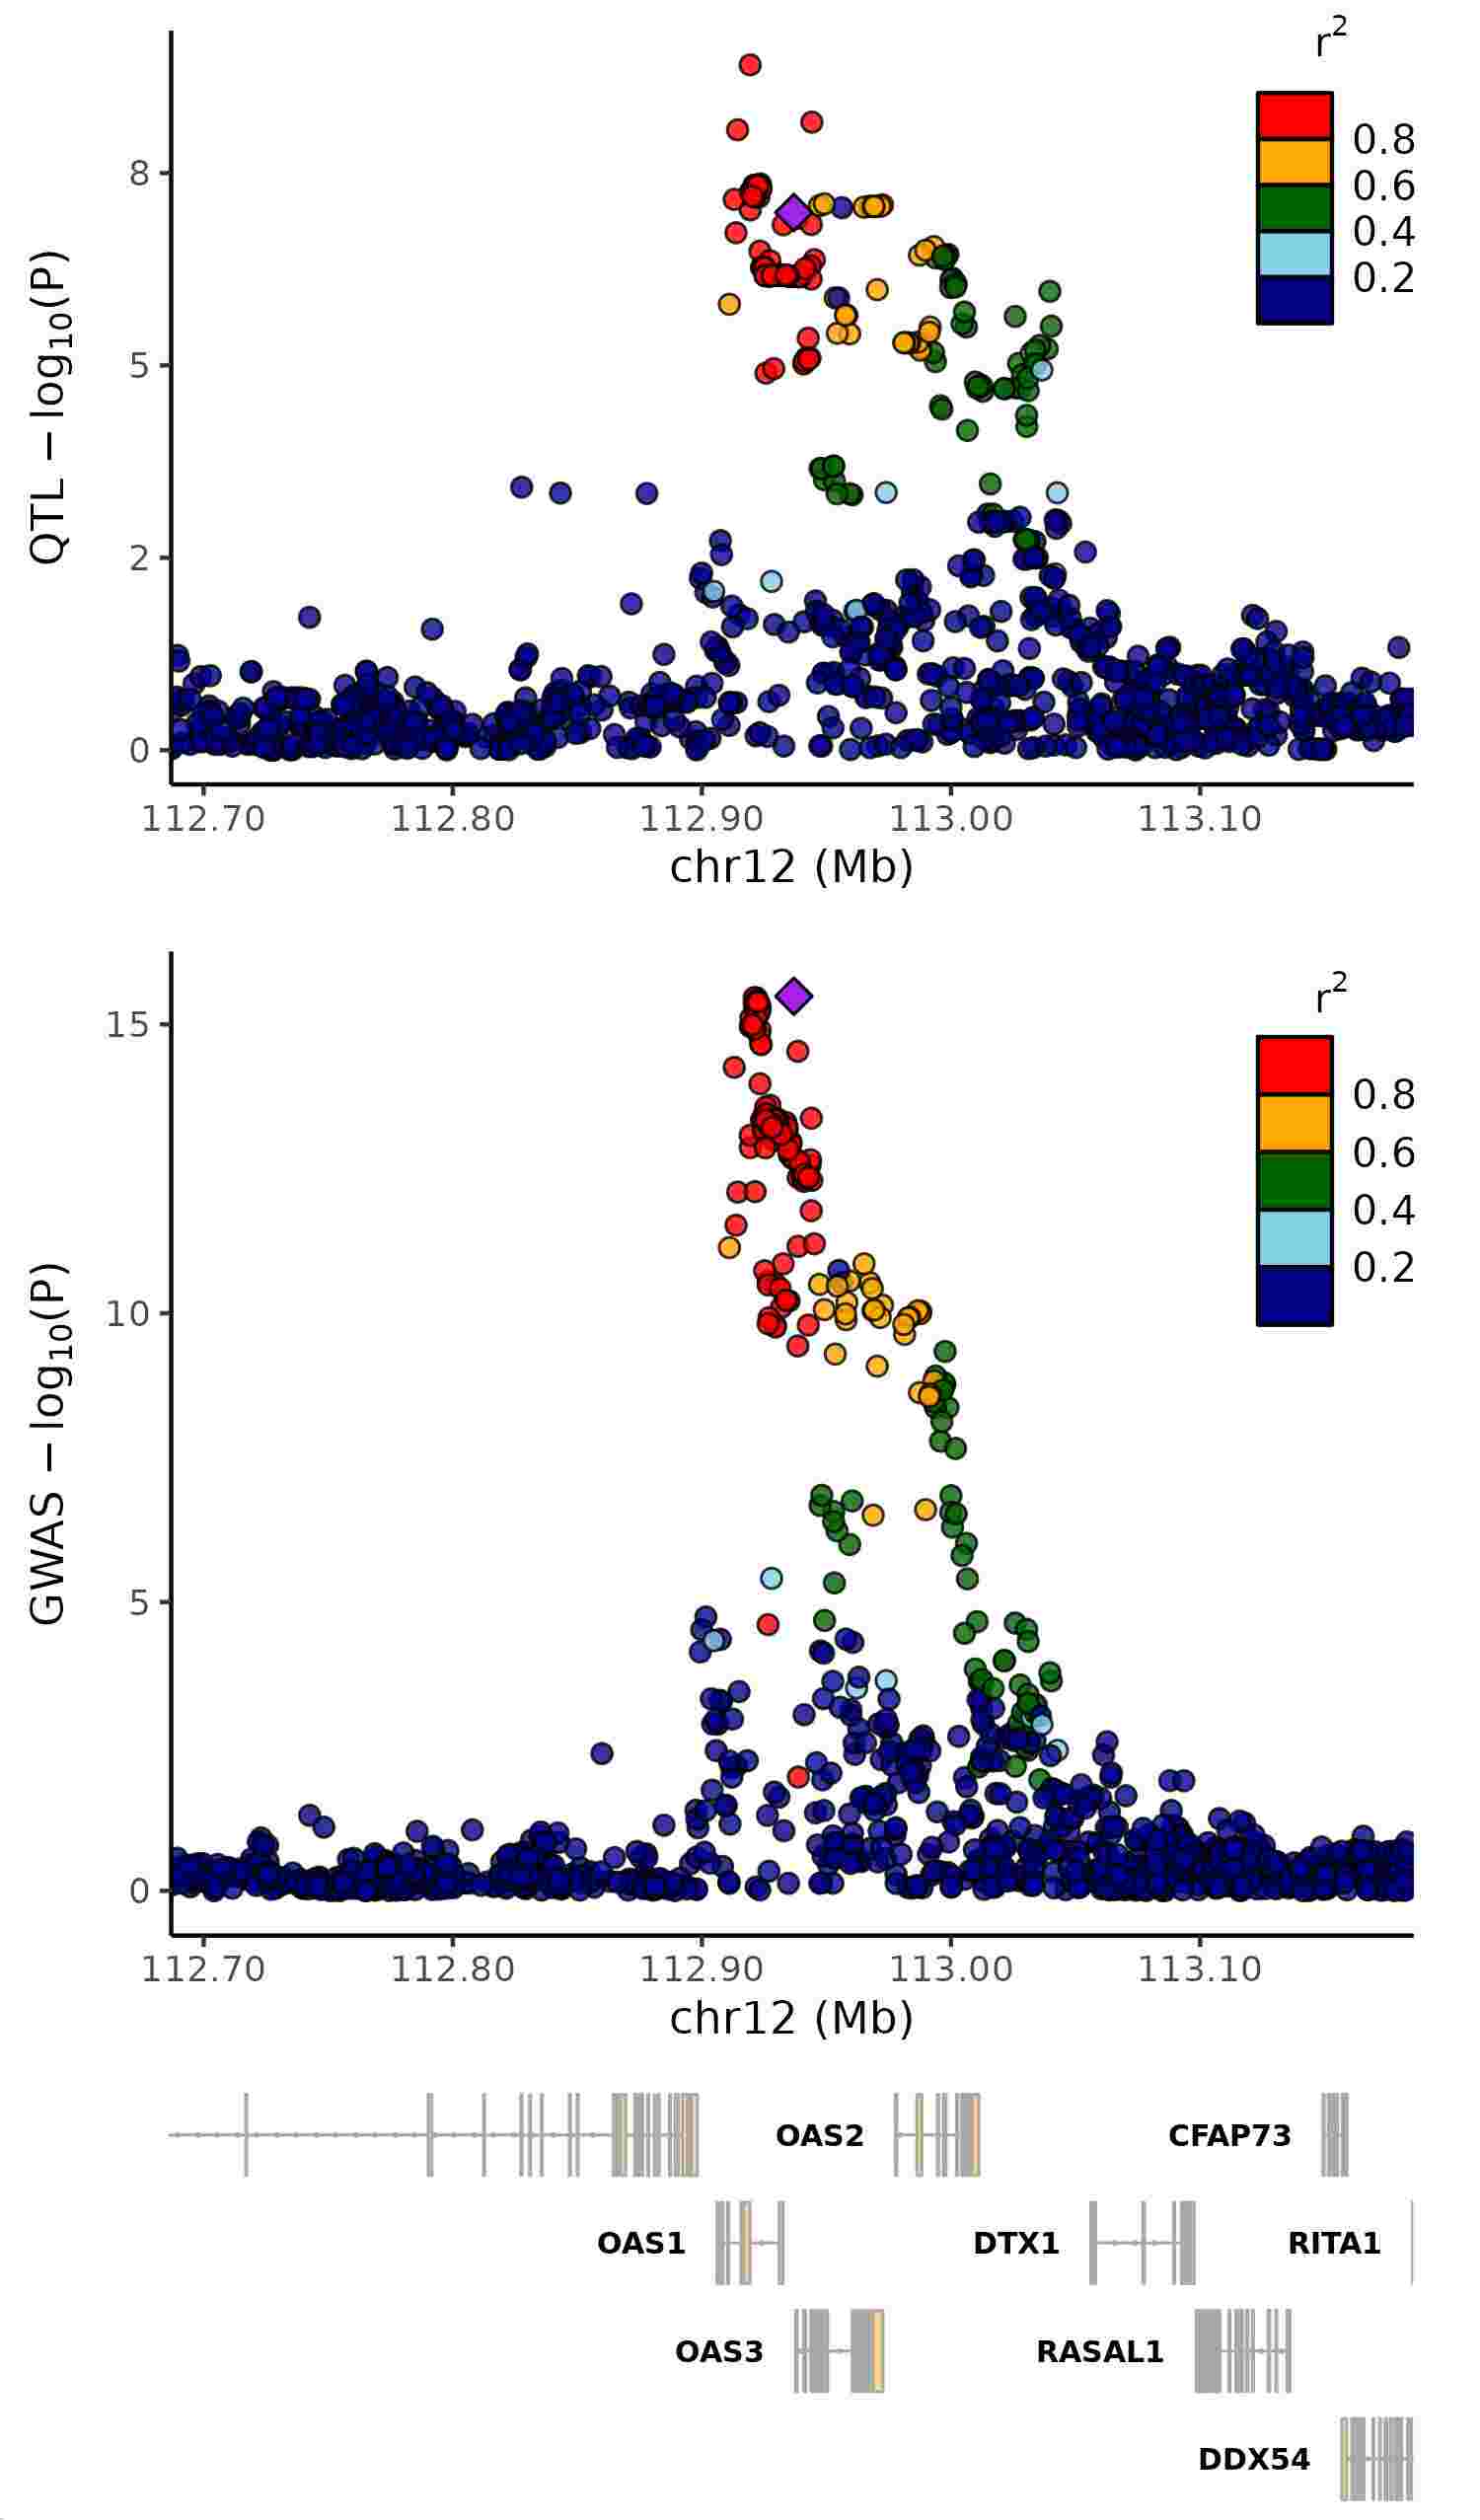 r²
0.8
0.6
0.4
0.2
8
5
2
0
QTL −log₁₀(P)
112.70 112.80 112.90 113.00 113.10
chr12 (Mb)
r²
0.8
0.6
0.4
0.2
15
10
5
0
GWAS −log₁₀(P)
112.70 112.80 112.90 113.00 113.10
chr12 (Mb)
OAS2 CFAP73
OAS1 DTX1 RITA1
OAS3 RASAL1
DDX54